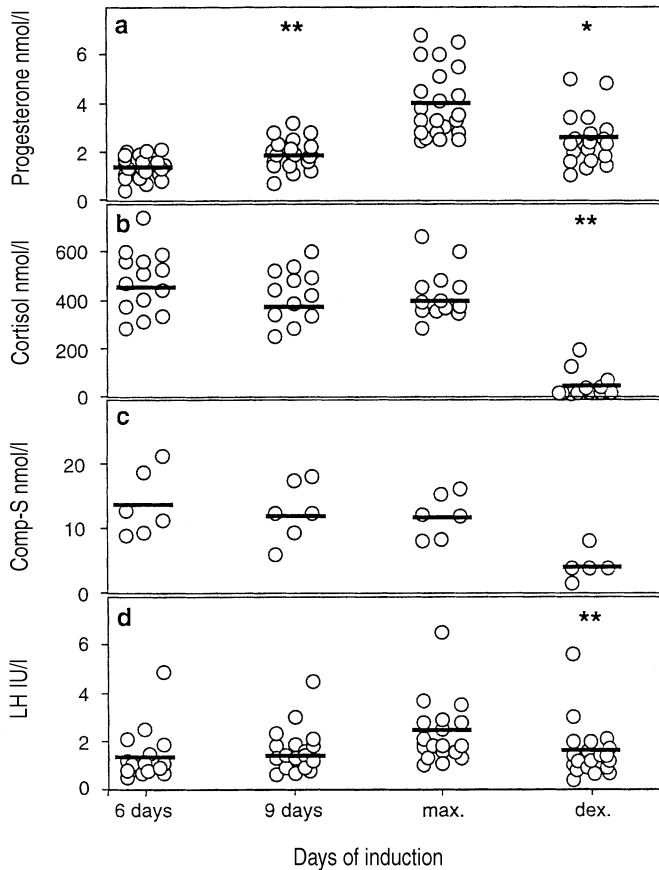 a
Progesterone nmol/l
6
4
2
0
** *
b
Cortisol nmol/l
600
400
200
0
**
c
Comp-S nmol/l
20
10
0
d
LH IU/l
6
4
2
0
**
6 days 9 days max. dex.
Days of induction